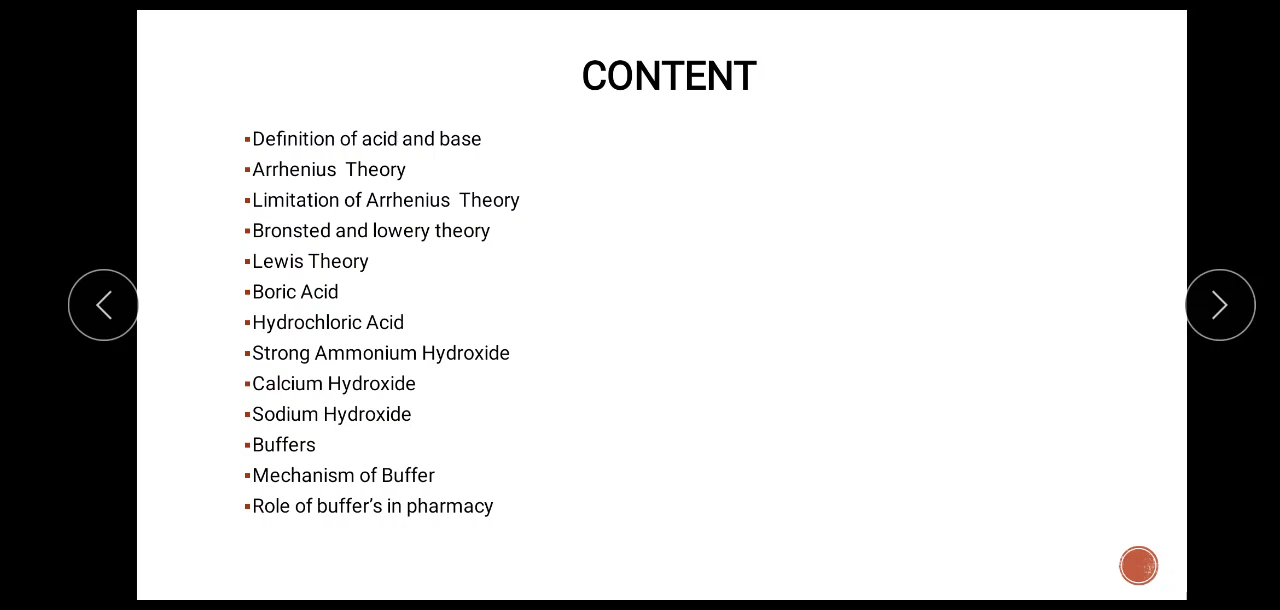 CONTENT
▪Definition of acid and base
▪Arrhenius  Theory
▪Limitation of Arrhenius  Theory
▪Bronsted and lowery theory
▪Lewis Theory
▪Boric Acid
▪Hydrochloric Acid
▪Strong Ammonium Hydroxide
▪Calcium Hydroxide
▪Sodium Hydroxide
▪Buffers
▪Mechanism of Buffer
▪Role of buffer’s in pharmacy